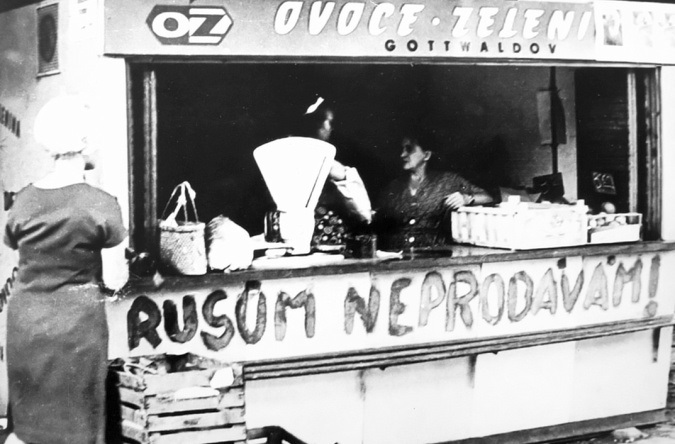 OZ OVOCE·ZELENI
GOTTWALDOV
RUSŮM NEPRODÁVÁM!